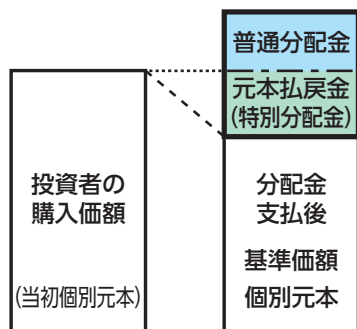 普通分配金
元本払戻金
(特別分配金)
投資者の
購入価額
(当初個別元本)
分配金
支払後
基準価額
個別元本